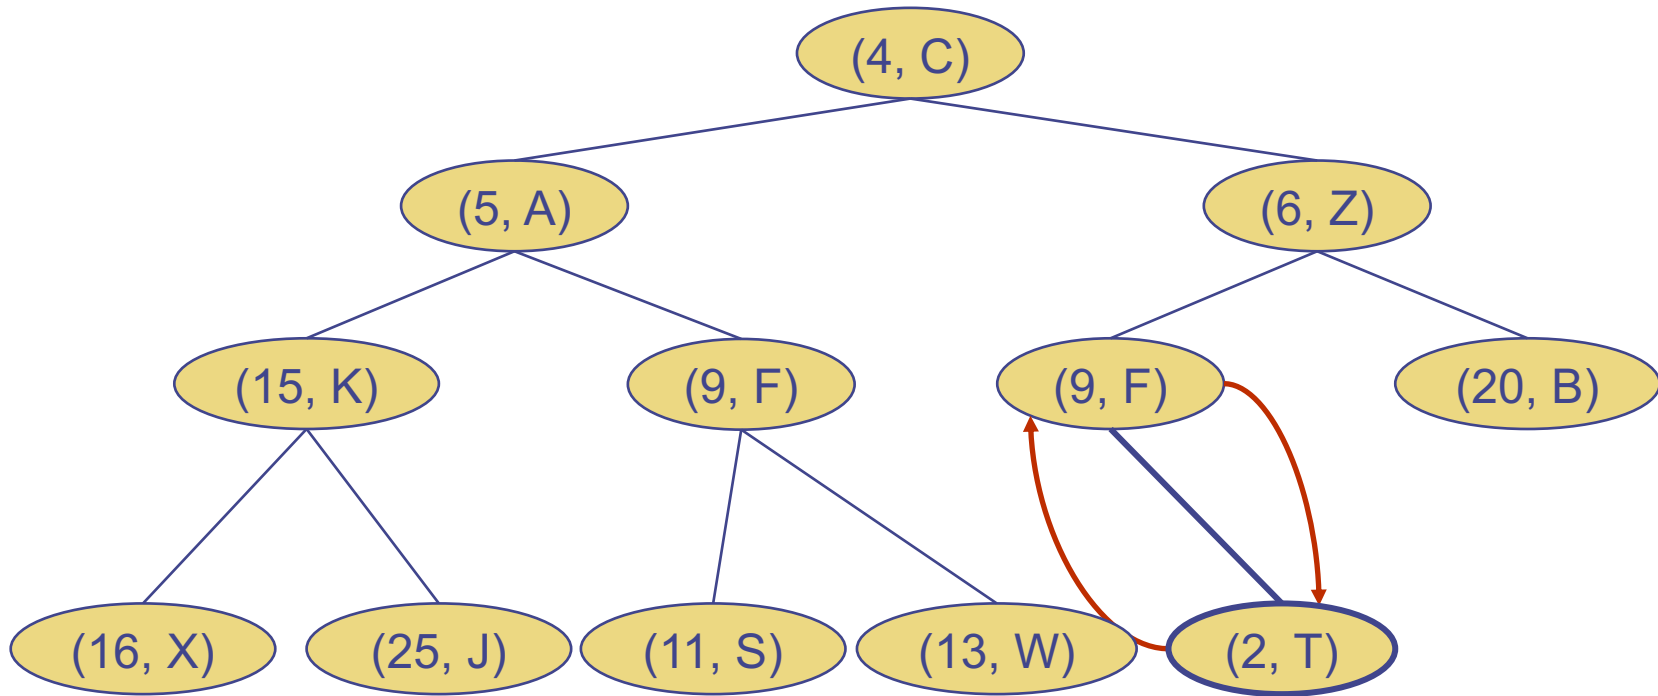 (4, C)
(5, A)
(6, Z)
(15, K)
(9, F)
(9, F)
(20, B)
(16, X)
(25, J)
(11, S)
(13, W)
(2, T)